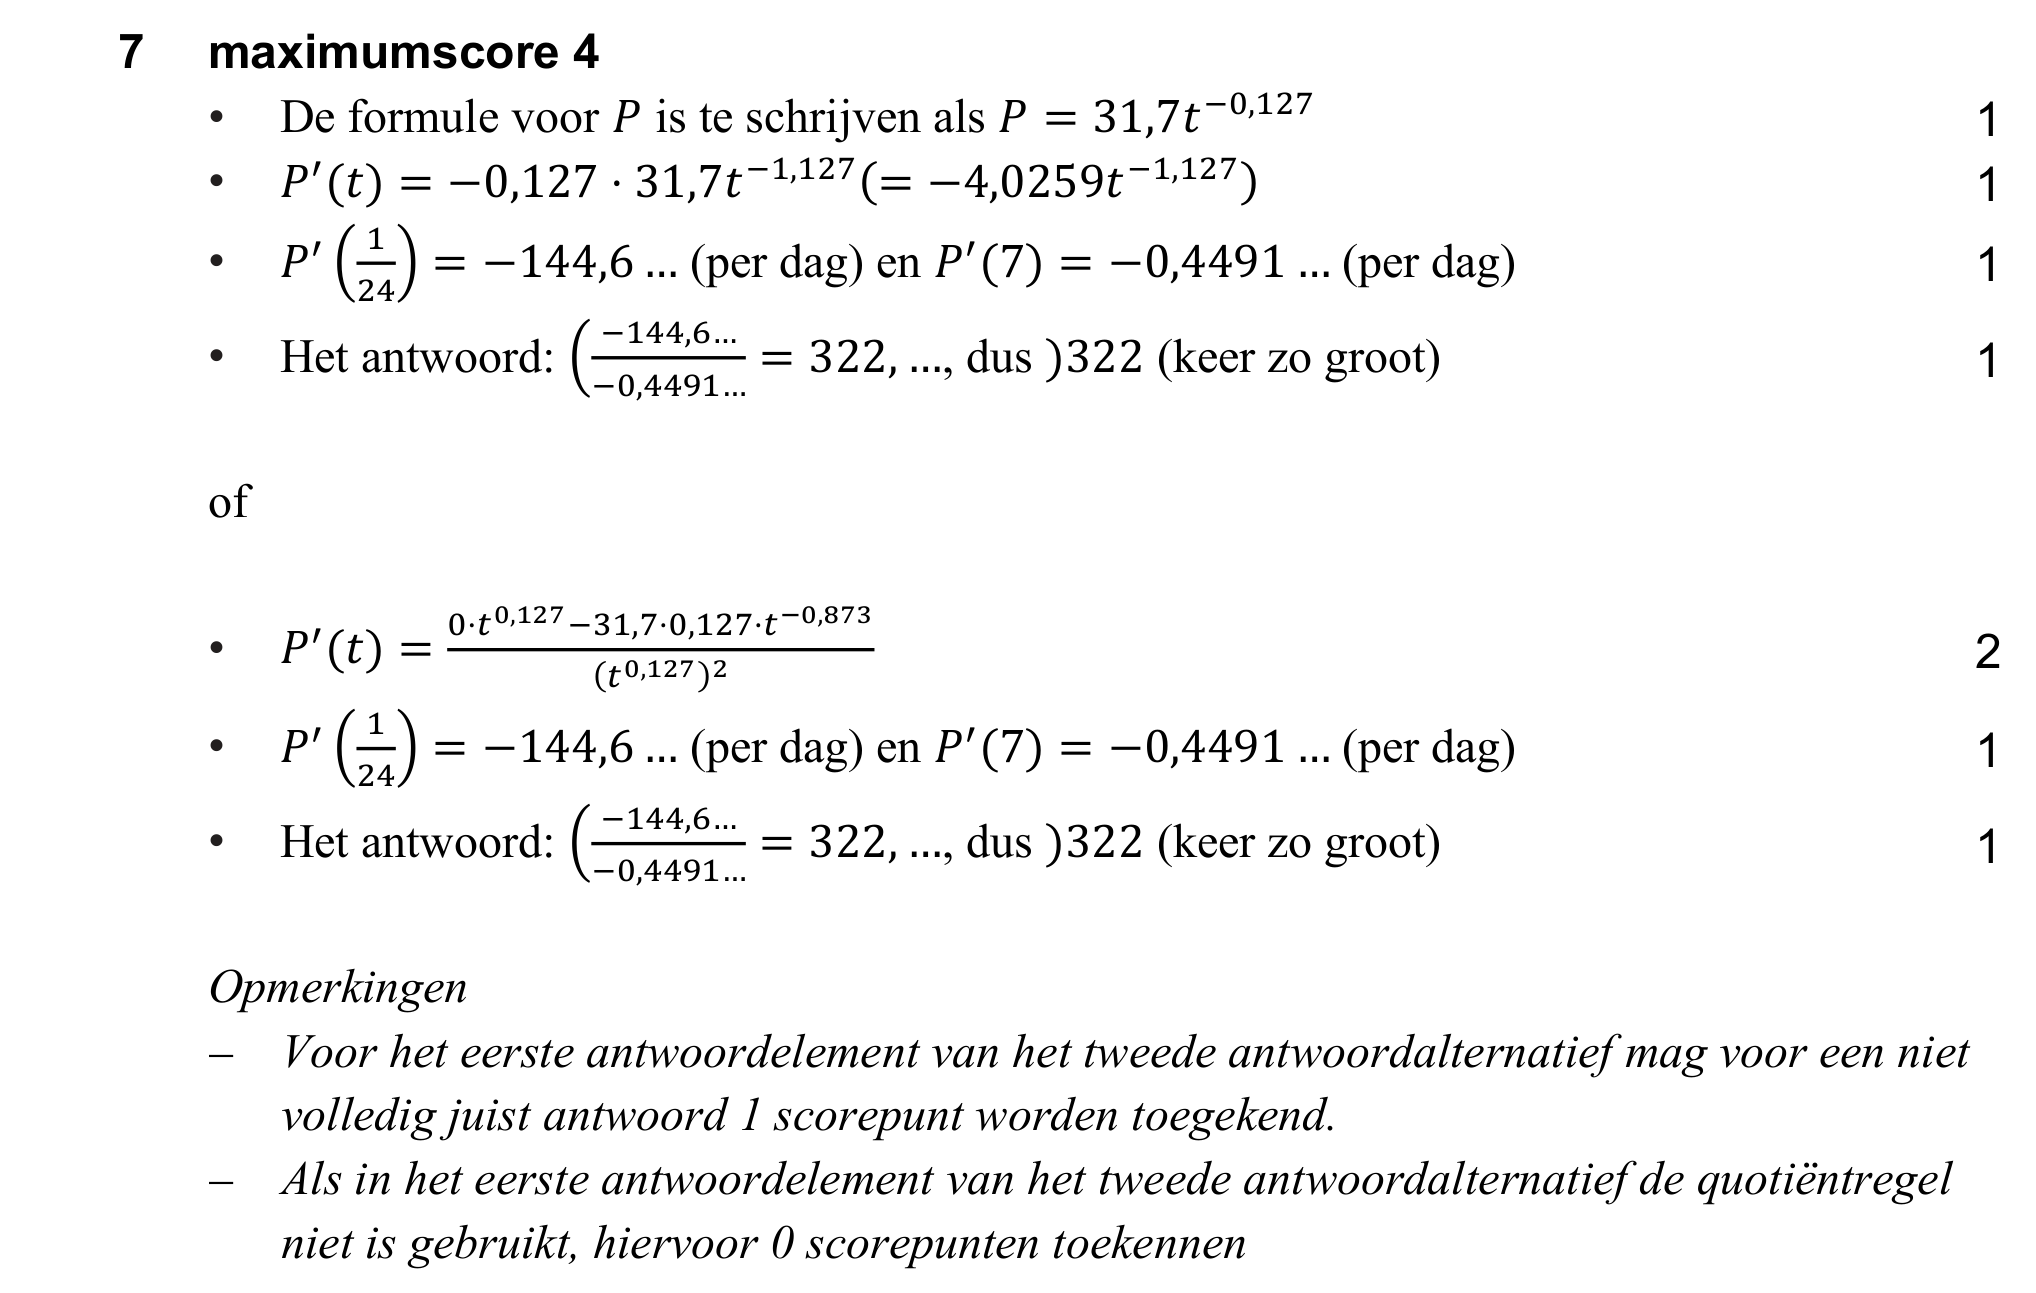 7 maximumscore 4
• De formule voor P is te schrijven als P = 31,7t^{−0,127} 1
• P′(t) = −0,127 · 31,7t^{−1,127}(= −4,0259t^{−1,127}) 1
• P′(1/24) = −144,6 ... (per dag) en P′(7) = −0,4491 ... (per dag) 1
• Het antwoord: (−144,6.../−0,4491... = 322, ..., dus )322 (keer zo groot) 1
of
• P′(t) = (0·t^{0,127}−31,7·0,127·t^{−0,873})/((t^{0,127})^2) 2
• P′(1/24) = −144,6 ... (per dag) en P′(7) = −0,4491 ... (per dag) 1
• Het antwoord: (−144,6.../−0,4491... = 322, ..., dus )322 (keer zo groot) 1
Opmerkingen
– Voor het eerste antwoordelement van het tweede antwoordalternatief mag voor een niet
volledig juist antwoord 1 scorepunt worden toegekend.
– Als in het eerste antwoordelement van het tweede antwoordalternatief de quotiëntregel
niet is gebruikt, hiervoor 0 scorepunten toekennen